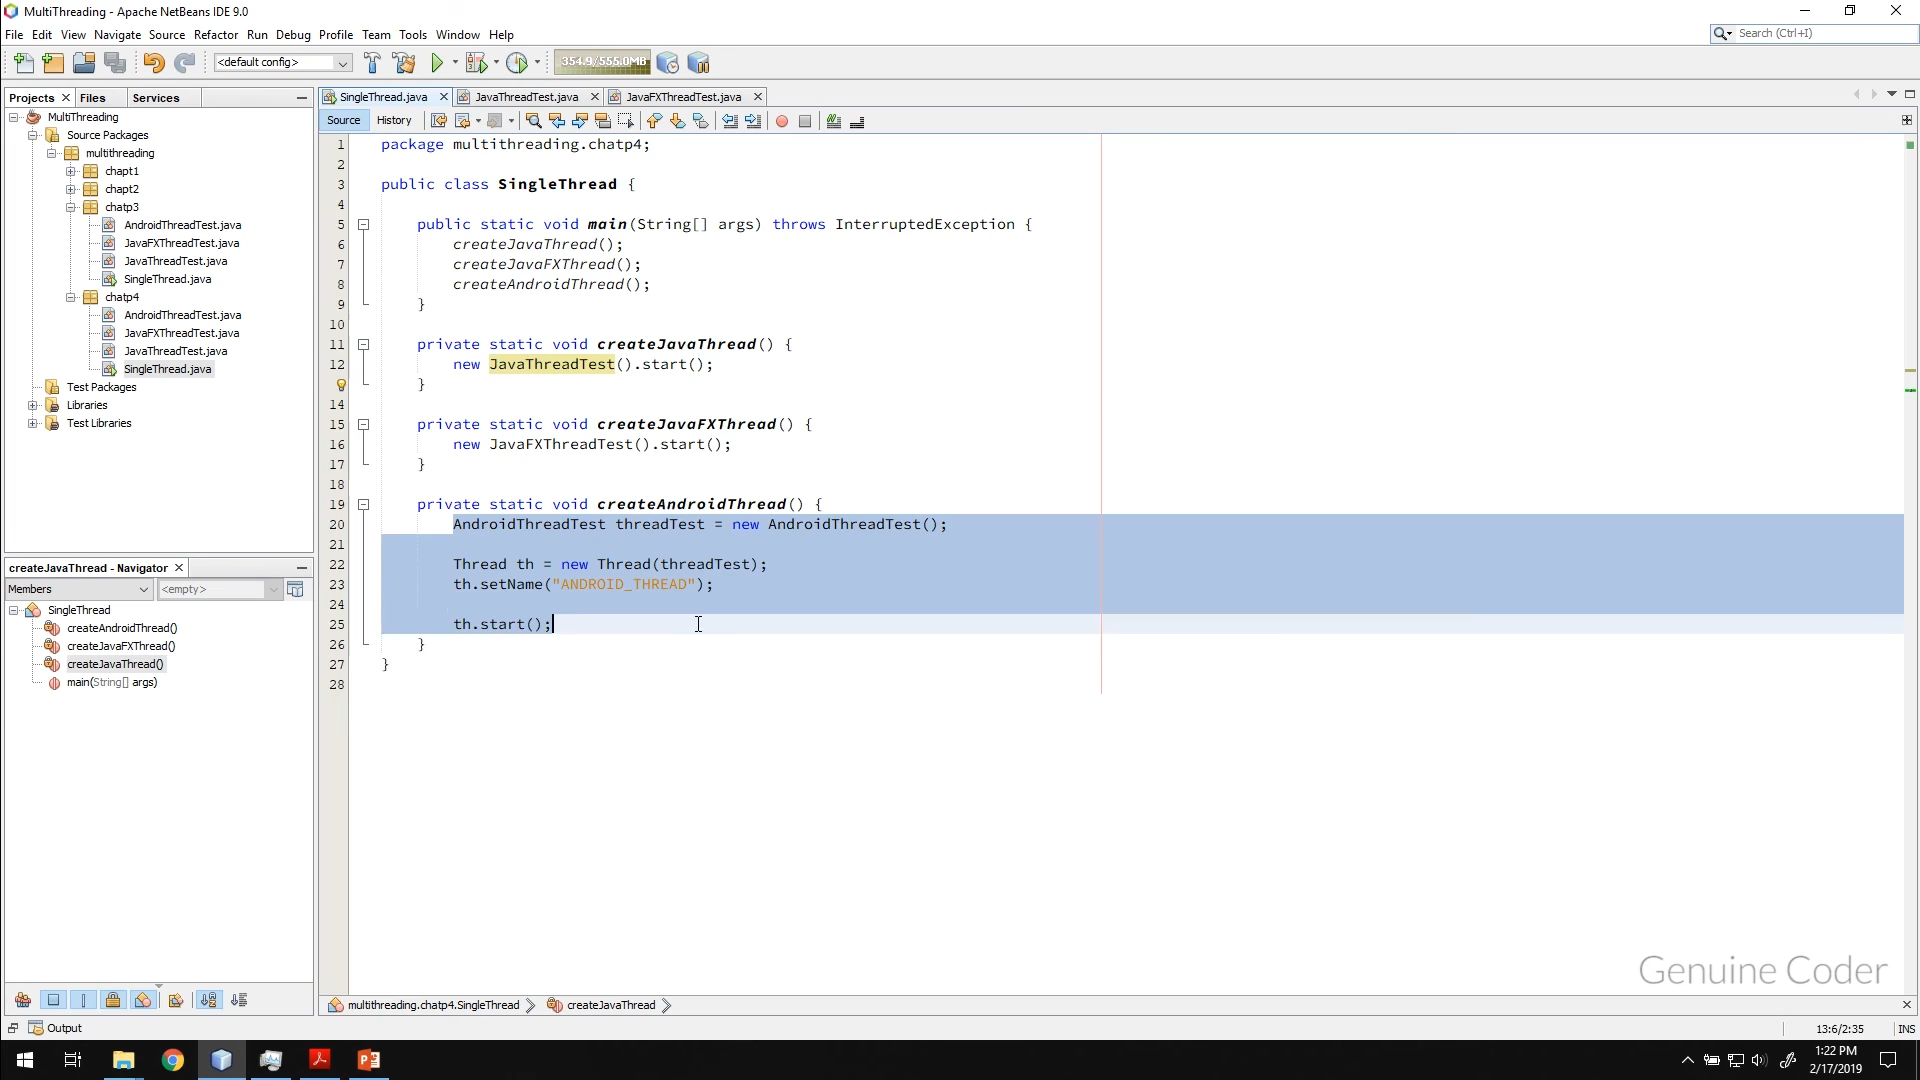 MultiThreading - Apache NetBeans IDE 9.0
File Edit View Navigate Source Refactor Run Debug Profile Team Tools Window Help
Search (Ctrl+I)
<default config>
354.9/555.0MB
Projects Files Services
SingleThread.java JavaThreadTest.java JavaFXThreadTest.java
Source History
MultiThreading
Source Packages
multithreading
chapt1
chapt2
chatp3
AndroidThreadTest.java
JavaFXThreadTest.java
JavaThreadTest.java
SingleThread.java
chatp4
AndroidThreadTest.java
JavaFXThreadTest.java
JavaThreadTest.java
SingleThread.java
Test Packages
Libraries
Test Libraries
createJavaThread - Navigator
Members <empty>
SingleThread
createAndroidThread()
createJavaFXThread()
createJavaThread()
main(String[] args)
1 package multithreading.chatp4;
2
3 public class SingleThread {
4
5 public static void main(String[] args) throws InterruptedException {
6 createJavaThread();
7 createJavaFXThread();
8 createAndroidThread();
9 }
10
11 private static void createJavaThread() {
12 new JavaThreadTest().start();
}
14
15 private static void createJavaFXThread() {
16 new JavaFXThreadTest().start();
17 }
18
19 private static void createAndroidThread() {
20 AndroidThreadTest threadTest = new AndroidThreadTest();
21
22 Thread th = new Thread(threadTest);
23 th.setName("ANDROID_THREAD");
24
25 th.start();
26 }
27 }
28
Genuine Coder
multithreading.chatp4.SingleThread createJavaThread
Output
13:6/2:35 INS
1:22 PM
2/17/2019